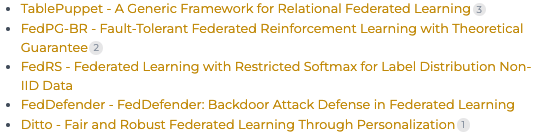 • TablePuppet - A Generic Framework for Relational Federated Learning 3
• FedPG-BR - Fault-Tolerant Federated Reinforcement Learning with Theoretical
Guarantee 2
• FedRS - Federated Learning with Restricted Softmax for Label Distribution Non-
IID Data
• FedDefender - FedDefender: Backdoor Attack Defense in Federated Learning
• Ditto - Fair and Robust Federated Learning Through Personalization 1